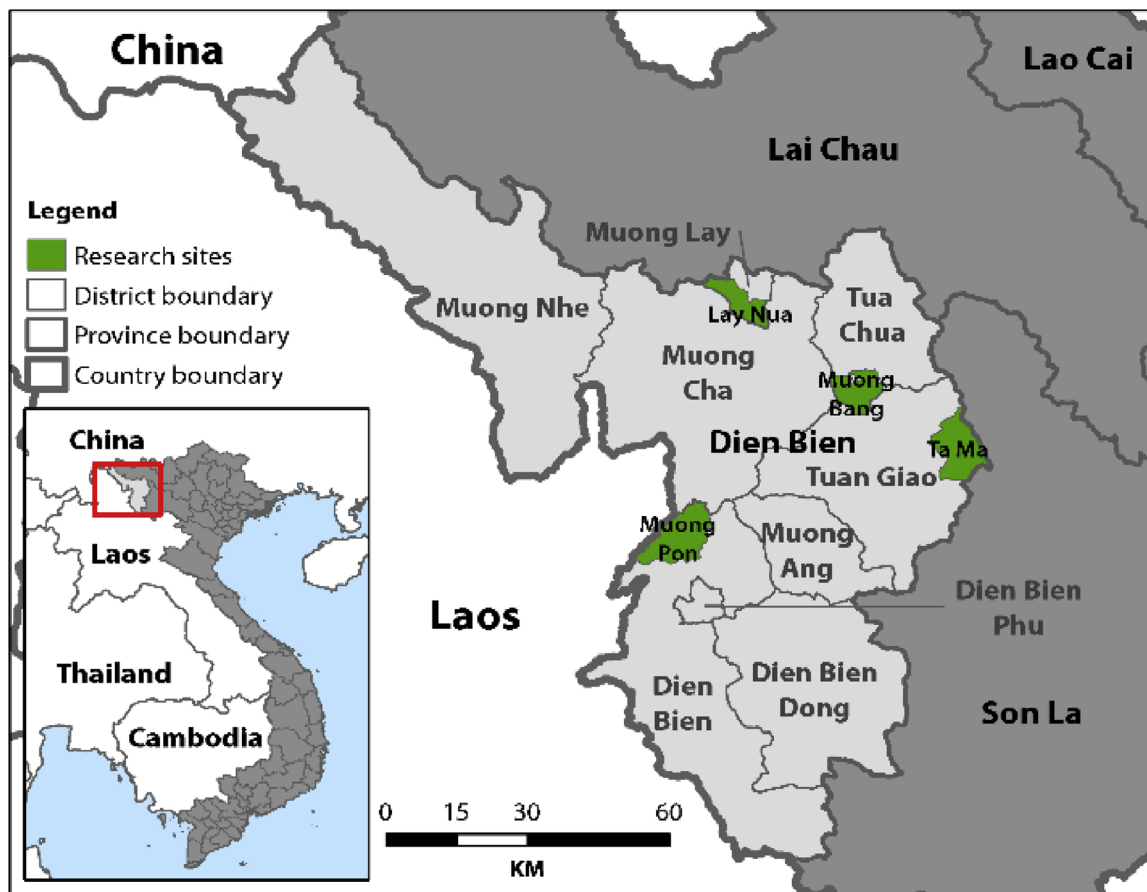 China
Lao Cai
Lai Chau
Legend
Research sites
District boundary
Province boundary
Country boundary
Muong Lay
Muong Nhe
Lay Nua
Tua
Chua
Muong
Cha
Muong
Bang
Dien Bien
Ta Ma
Tuan Giao
Muong
Pon
Muong
Ang
Laos
Dien Bien
Phu
Dien
Bien
Dien Bien
Dong
Son La
China
Laos
Thailand
Cambodia
0 15 30 60
KM